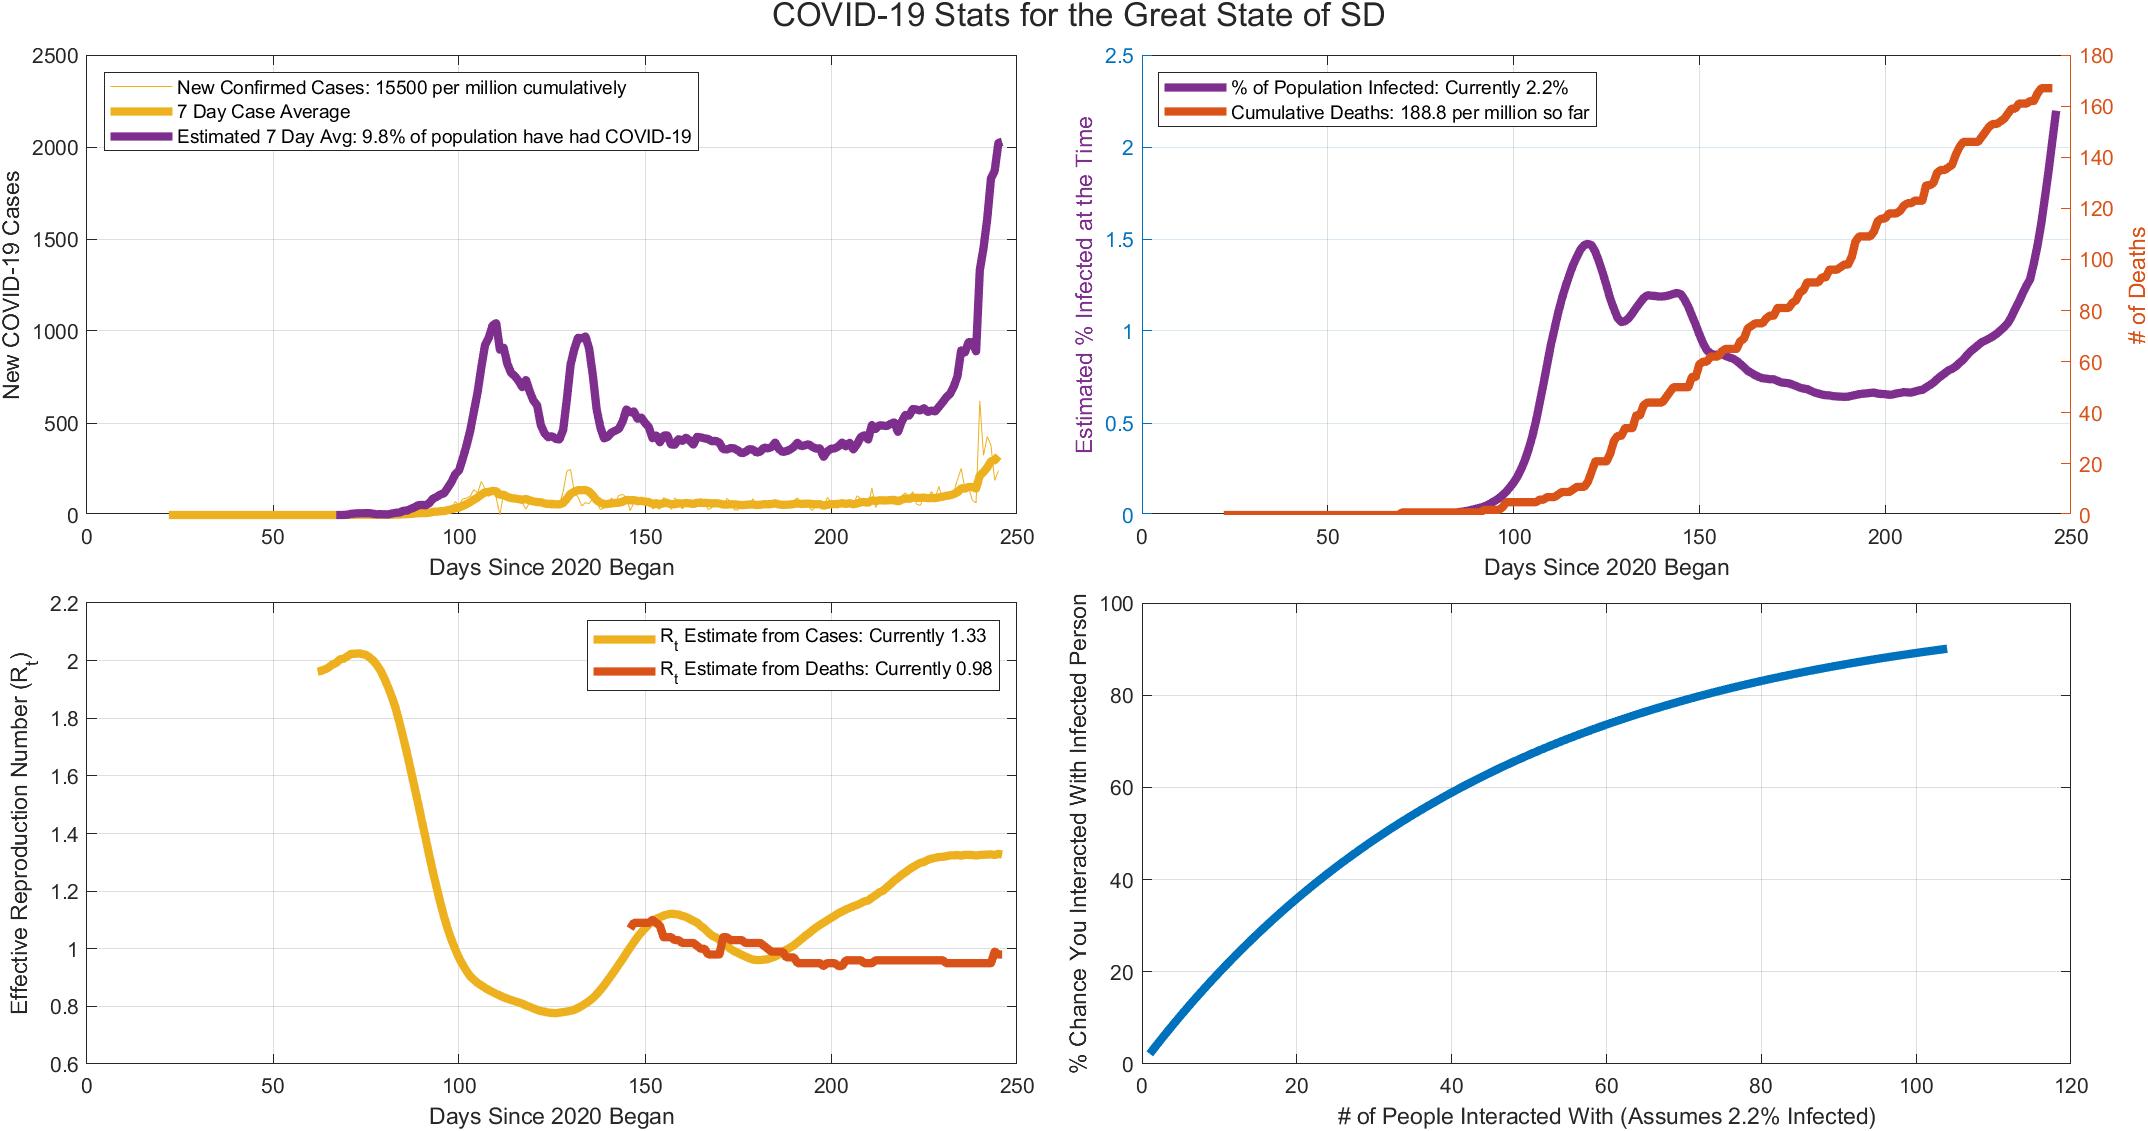 COVID-19 Stats for the Great State of SD
2500
2000
1500
1000
500
0
New COVID-19 Cases
New Confirmed Cases: 15500 per million cumulatively
7 Day Case Average
Estimated 7 Day Avg: 9.8% of population have had COVID-19
0 50 100 150 200 250
Days Since 2020 Began
2.5
2
1.5
1
0.5
0
Estimated % Infected at the Time
% of Population Infected: Currently 2.2%
Cumulative Deaths: 188.8 per million so far
180
160
140
120
100
80
60
40
20
0
# of Deaths
0 50 100 150 200 250
Days Since 2020 Began
2.2
2
1.8
1.6
1.4
1.2
1
0.8
0.6
Effective Reproduction Number (Rt)
Rt Estimate from Cases: Currently 1.33
Rt Estimate from Deaths: Currently 0.98
0 50 100 150 200 250
Days Since 2020 Began
100
80
60
40
20
0
% Chance You Interacted With Infected Person
0 20 40 60 80 100 120
# of People Interacted With (Assumes 2.2% Infected)